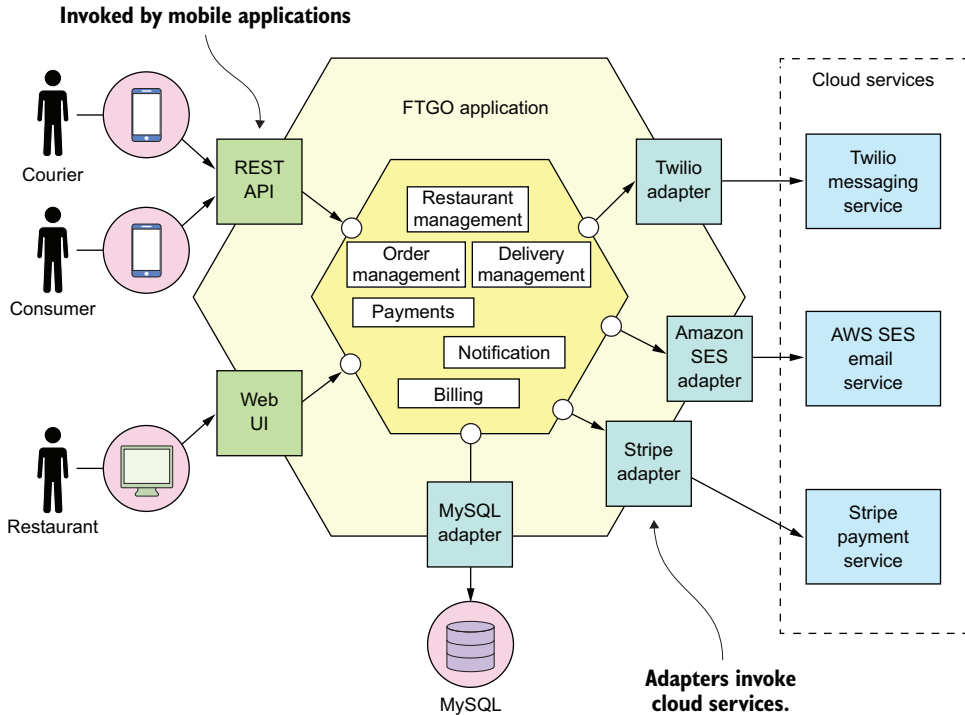 Invoked by mobile applications
Cloud services
FTGO application
Courier
REST
API
Twilio
adapter
Twilio
messaging
service
Restaurant
management
Order
management
Delivery
management
Consumer
Payments
Notification
Billing
Amazon
SES
adapter
AWS SES
email
service
Web
UI
Stripe
adapter
Restaurant
MySQL
adapter
Stripe
payment
service
MySQL
Adapters invoke
cloud services.